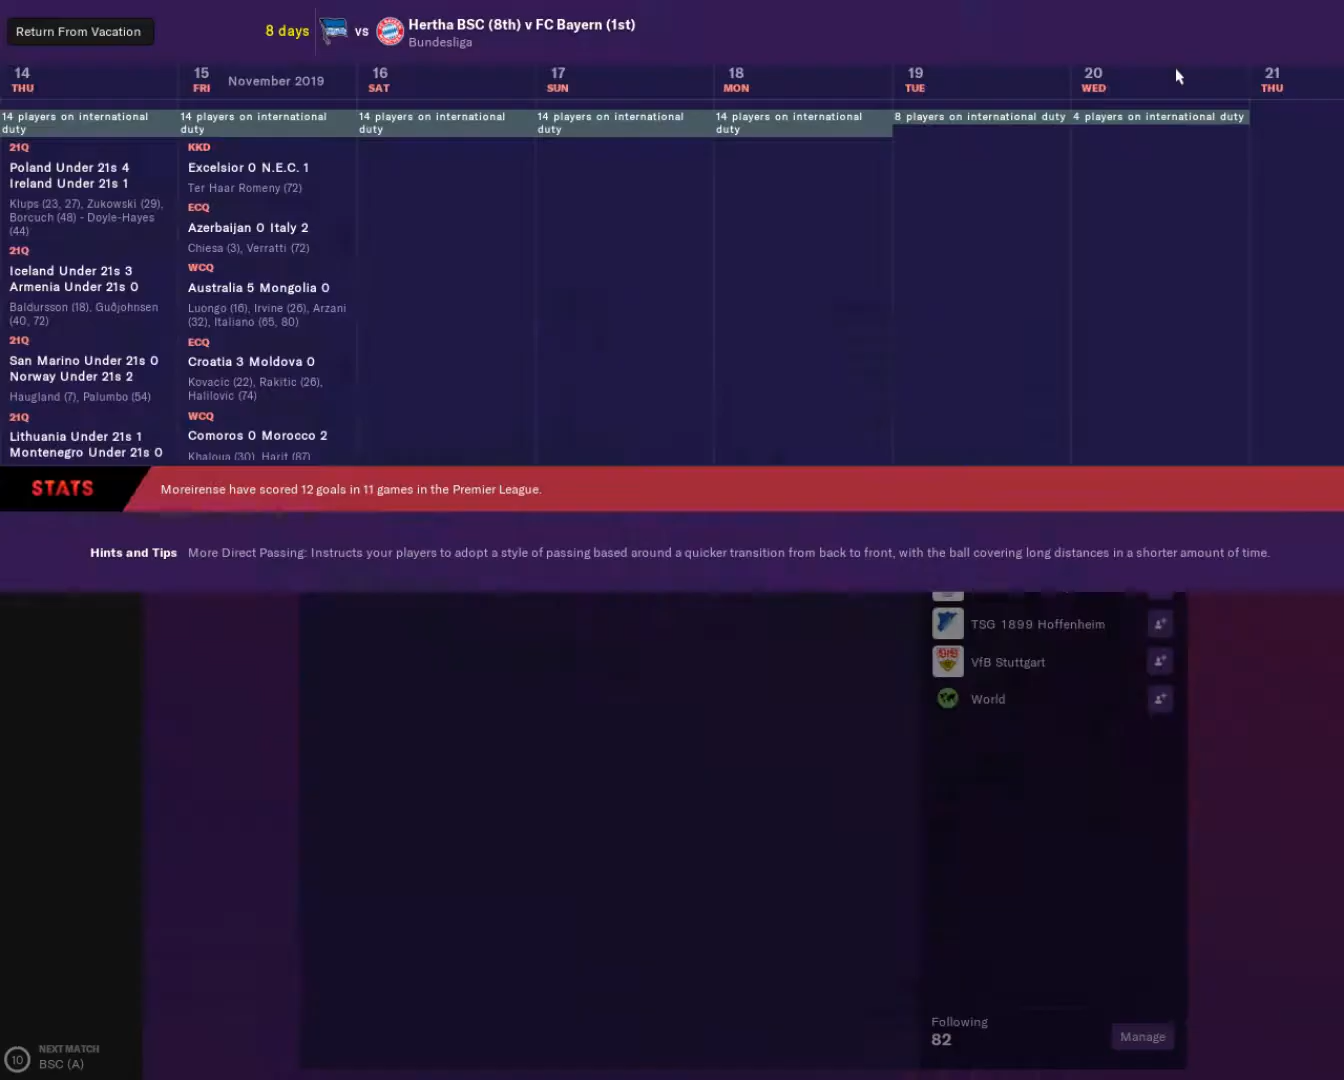 Return From Vacation
8 days
vs
Hertha BSC (8th) v FC Bayern (1st)
Bundesliga
14
THU
15
FRI
November 2019
16
SAT
17
SUN
18
MON
19
TUE
20
WED
21
THU
14 players on international
duty
14 players on international
duty
14 players on international
duty
14 players on international
duty
14 players on international
duty
8 players on international duty
4 players on international duty
21Q
Poland Under 21s 4
Ireland Under 21s 1
Klups (23, 27), Zukowski (29),
Borcuch (48) - Doyle-Hayes
(44)
21Q
Iceland Under 21s 3
Armenia Under 21s 0
Baldursson (18), Guðjohnsen
(40, 72)
21Q
San Marino Under 21s 0
Norway Under 21s 2
Haugland (7), Palumbo (54)
21Q
Lithuania Under 21s 1
Montenegro Under 21s 0
KKD
Excelsior 0 N.E.C. 1
Ter Haar Romeny (72)
ECQ
Azerbaijan 0 Italy 2
Chiesa (3), Verratti (72)
WCQ
Australia 5 Mongolia 0
Luongo (16), Irvine (26), Arzani
(32), Italiano (65, 80)
ECQ
Croatia 3 Moldova 0
Kovacic (22), Rakitic (26),
Halilovic (74)
WCQ
Comoros 0 Morocco 2
Khaloua (30), Harit (87)
STATS
Moreirense have scored 12 goals in 11 games in the Premier League.
Hints and Tips
More Direct Passing: Instructs your players to adopt a style of passing based around a quicker transition from back to front, with the ball covering long distances in a shorter amount of time.
TSG 1899 Hoffenheim
VfB Stuttgart
World
Following
82
Manage
10
NEXT MATCH
BSC (A)